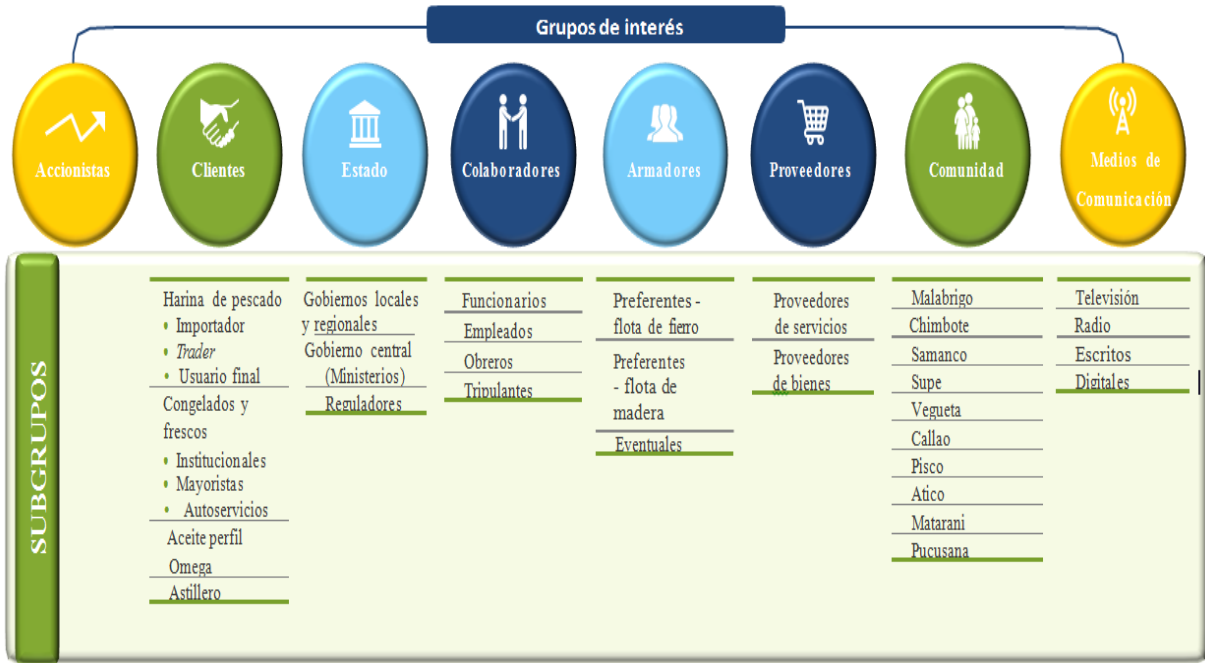 Grupos de interés
Accionistas
Clientes
Estado
Colaboradores
Armadores
Proveedores
Comunidad
Medios de
Comunicación
SUBGRUPOS
Harina de pescado
• Importador
• Trader
• Usuario final
Congelados y
frescos
• Institucionales
• Mayoristas
• Autoservicios
Aceite perfil
Omega
Astillero
Gobiernos locales
y regionales
Gobierno central
(Ministerios)
Reguladores
Funcionarios
Empleados
Obreros
Tripulantes
Preferentes -
flota de fierro
Preferentes
- flota de
madera
Eventuales
Proveedores
de servicios
Proveedores
de bienes
Malabrigo
Chimbote
Samanco
Supe
Vegueta
Callao
Pisco
Atico
Matarani
Pucusana
Televisión
Radio
Escritos
Digitales